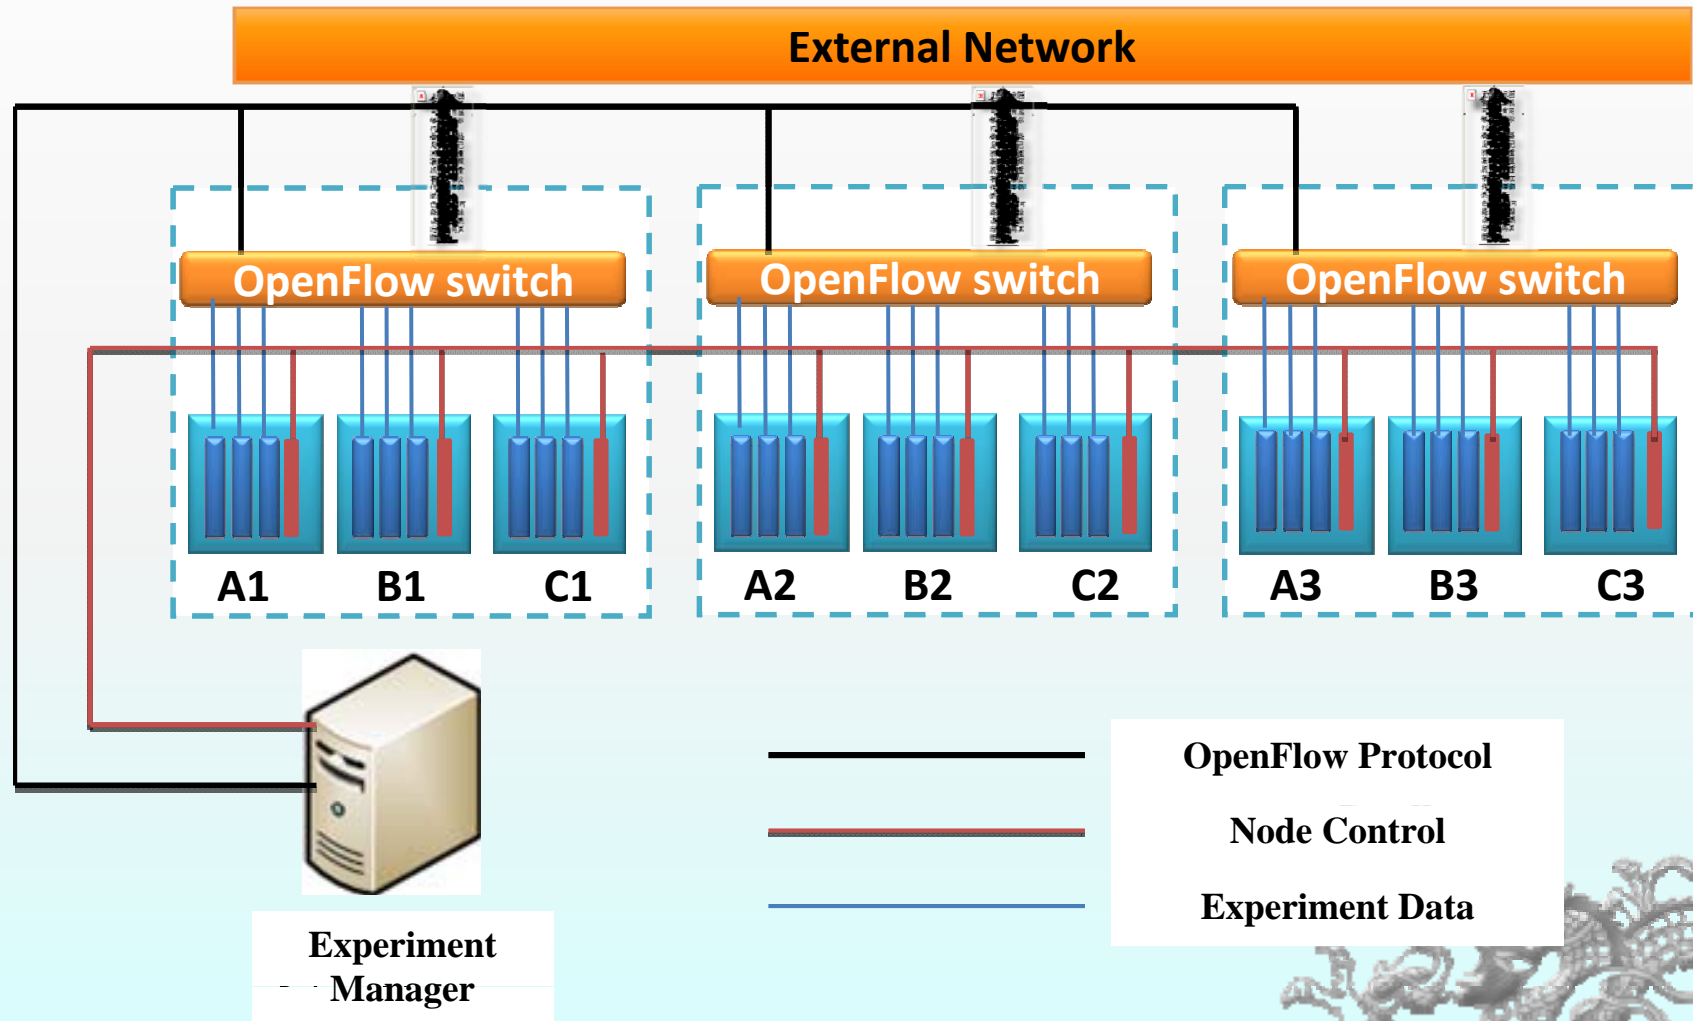 External Network
OpenFlow switch
OpenFlow switch
OpenFlow switch
A1
B1
C1
A2
B2
C2
A3
B3
C3
OpenFlow Protocol
Node Control
Experiment Data
Experiment
Manager